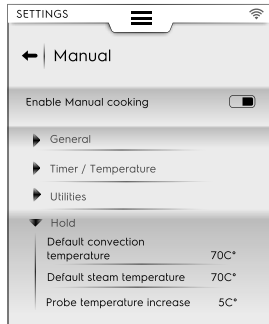 SETTINGS
Manual
Enable Manual cooking
General
Timer / Temperature
Utilities
Hold
Default convection
temperature 70C°
Default steam temperature 70C°
Probe temperature increase 5C°